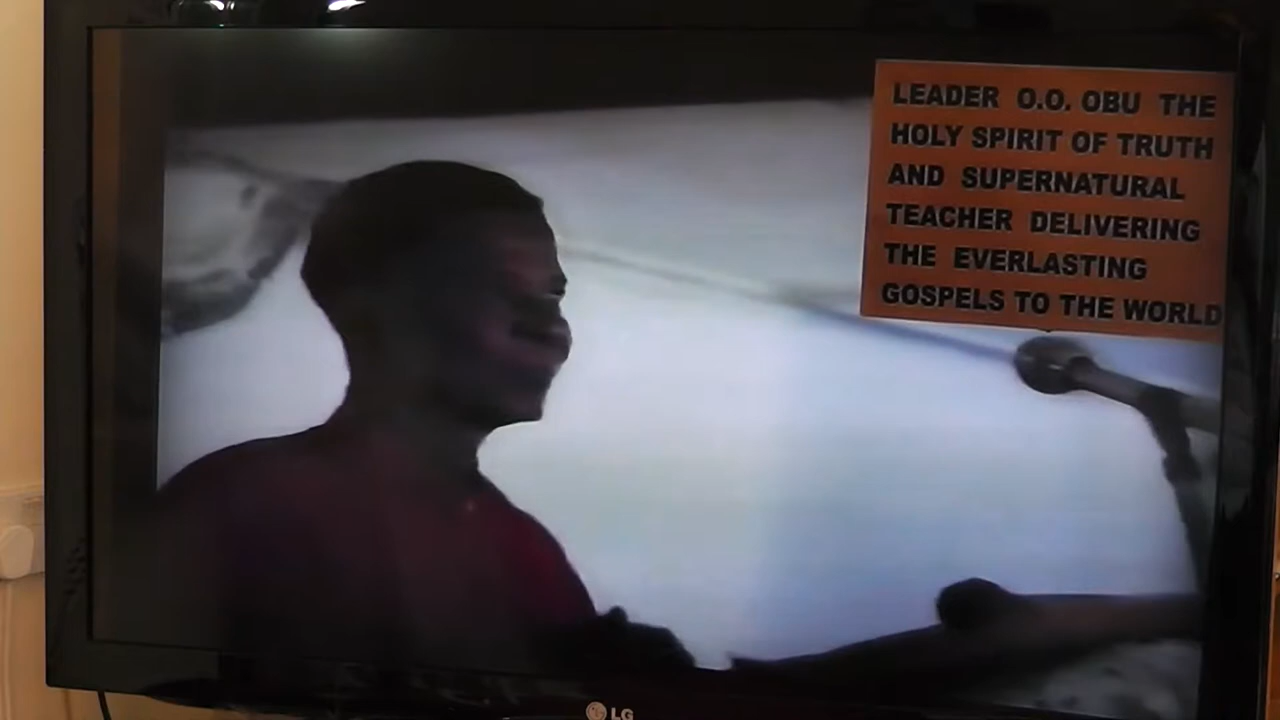 LEADER O.O. OBU THE
HOLY SPIRIT OF TRUTH
AND SUPERNATURAL
TEACHER DELIVERING
THE EVERLASTING
GOSPELS TO THE WORLD
LG